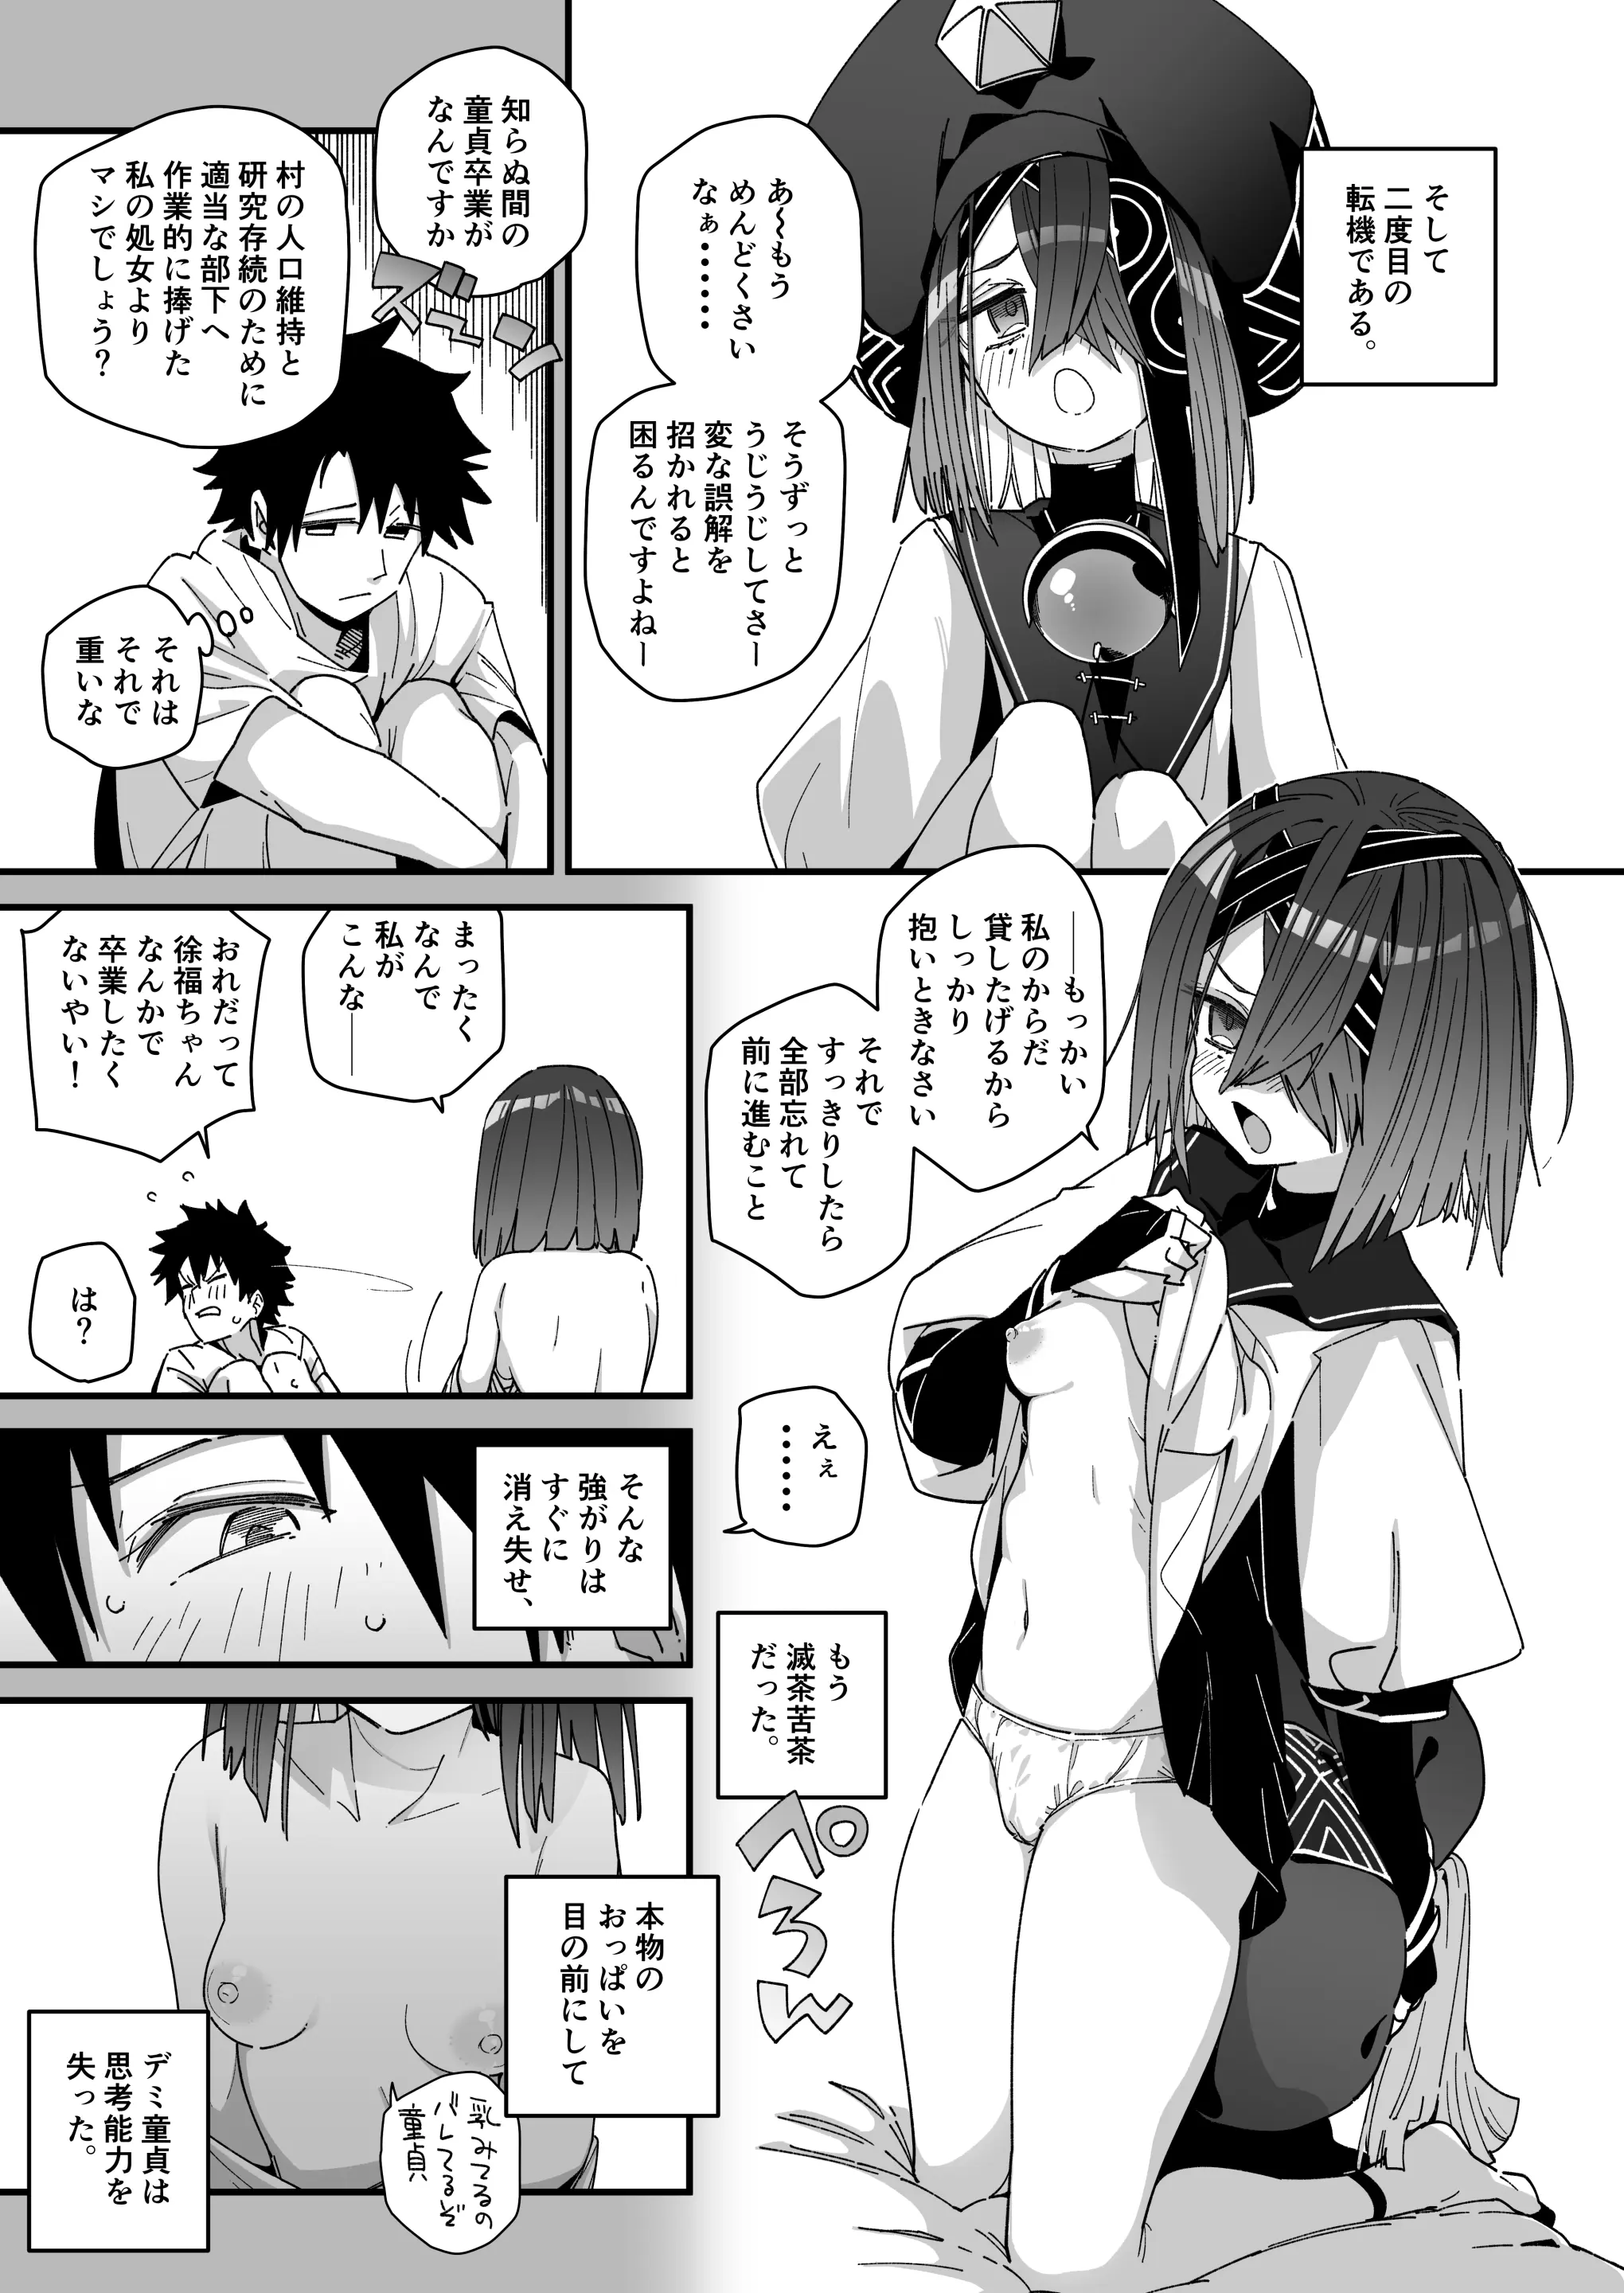 そして
二度目の
転機である。
あ〜もう
めんどくさい
なぁ・・・・・・
そうずっと
うじうじしてさー
変な誤解を
招かれると
困るんですよねー
知らぬ間の
童貞卒業が
なんですか
村の人口維持と
研究存続のために
適当な部下へ
作業的に捧げた
私の処女より
マシでしょう?
ズーン
それは
それで
重いな
――もっかい
私のからだ
貸したげるから
しっかり
抱いときなさい
それで
すっきりしたら
全部忘れて
前に進むこと
まったく
なんで
私が
こんな――
おれだって
徐福ちゃん
なんかで
卒業したく
ないやい!
は?
ええ
・・・・・・
もう
滅茶苦茶
だった。
ペろん
そんな
強がりは
すぐに
消え失せ、
本物の
おっぱいを
目の前にして
乳みてるの
バレてるぞ
童貞
デミ童貞は
思考能力を
失った。